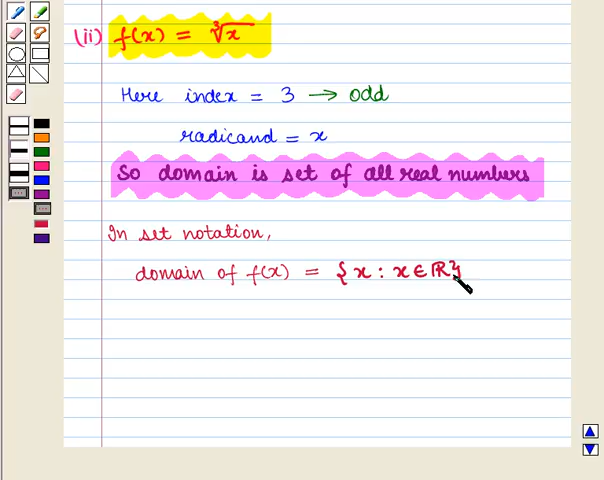 (ii) f(x) = ∛x
Here index = 3 → odd
radicand = x
So domain is set of all real numbers
In set notation,
domain of f(x) = { x : x ∈ ℝ }